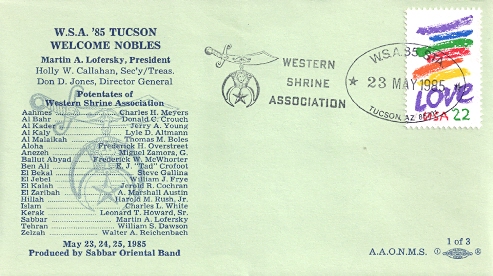 W.S.A. '85 TUCSON
WELCOME NOBLES
Martin A. Lofersky, President
Holly W. Callahan, Sec'y/Treas.
Don D. Jones, Director General
Potentates of
Western Shrine Association
Aahmes Charles H. Meyers
Al Bahr Donald C. Crouch
Al Kader Jerry A. Young
Al Kaly Lyle D. Altmann
Al Malaikah Thomas M. Boles
Aloha Frederick H. Overstreet
Anezeh Miguel Zamora, G.
Ballut Abyad Frederick W. McWhorter
Ben Ali E. J. "Tad" Crofoot
El Bekal Steve Gallina
El Jebel William J. Frye
El Kalah Jerold R. Cochran
El Zaribah A. Marshall Austin
Hillah Harold M. Rush, Jr.
Islam Charles L. White
Kerak Leonard T. Howard, Sr.
Sabbar Martin A. Lofersky
Tehran William S. Dawson
Zelzah Walter A. Reichenbach
May 23, 24, 25, 1985
Produced by Sabbar Oriental Band
WESTERN
SHRINE
ASSOCIATION
W.S.A. 85
23 MAY 1985
TUCSON, AZ
LOVE
USA 22
1 of 3
A.A.O.N.M.S.